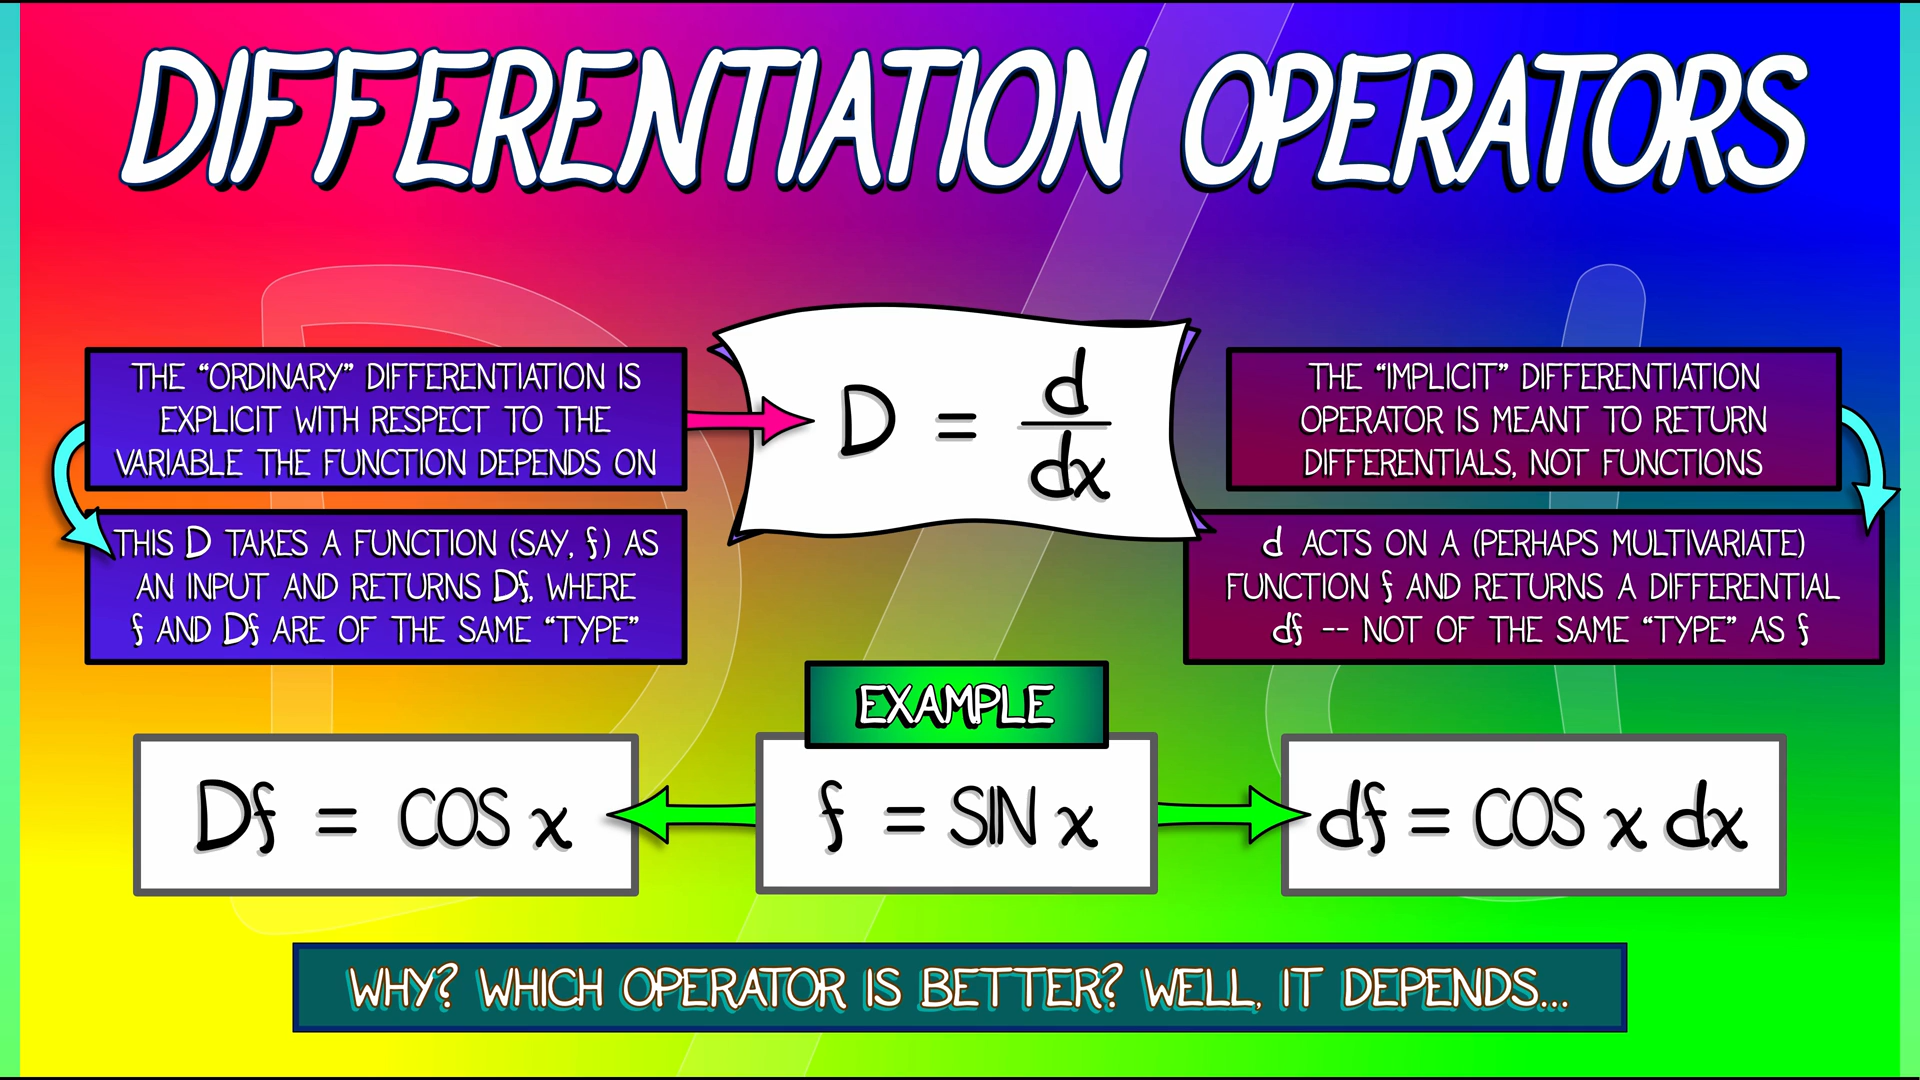 DIFFERENTIATION OPERATORS
THE “ORDINARY” DIFFERENTIATION IS
EXPLICIT WITH RESPECT TO THE
VARIABLE THE FUNCTION DEPENDS ON
THIS D TAKES A FUNCTION (SAY, f) AS
AN INPUT AND RETURNS Df, WHERE
f AND Df ARE OF THE SAME “TYPE”
D = d/dx
THE “IMPLICIT” DIFFERENTIATION
OPERATOR IS MEANT TO RETURN
DIFFERENTIALS, NOT FUNCTIONS
d ACTS ON A (PERHAPS MULTIVARIATE)
FUNCTION f AND RETURNS A DIFFERENTIAL
df -- NOT OF THE SAME “TYPE” AS f
EXAMPLE
Df = COS x
f = SIN x
df = COS x dx
WHY? WHICH OPERATOR IS BETTER? WELL, IT DEPENDS...